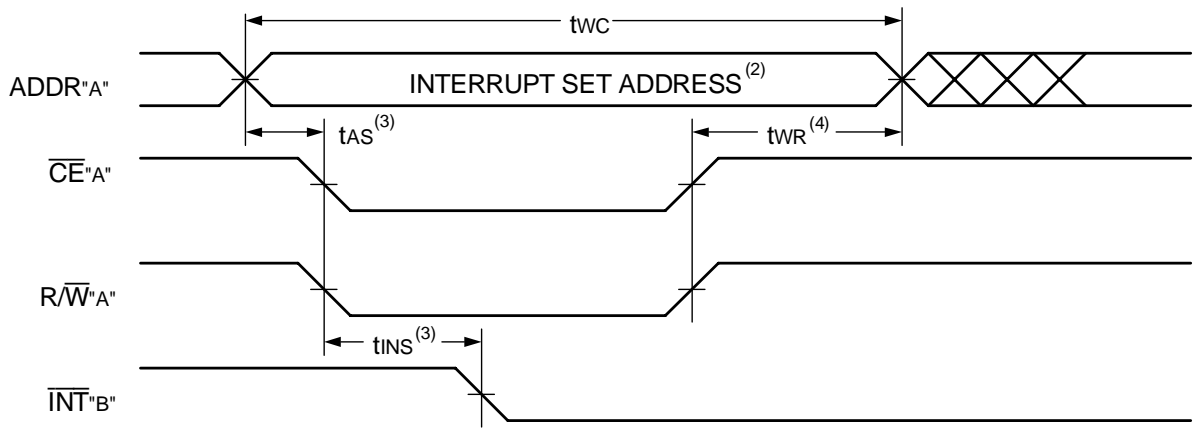 tWC
ADDR"A"
INTERRUPT SET ADDRESS(2)
tAS(3)
tWR(4)
CE"A"
R/W"A"
tINS(3)
INT"B"